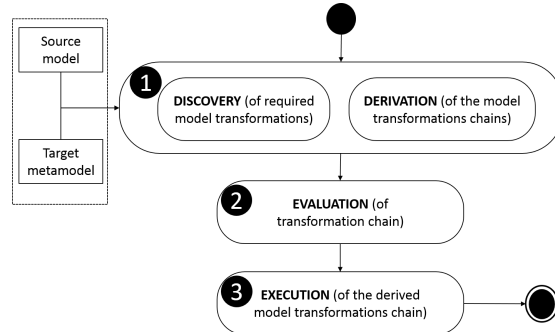 Source
model
Target
metamodel
1
DISCOVERY (of required
model transformations)
DERIVATION (of the model
transformations chains)
2
EVALUATION (of
transformation chain)
3
EXECUTION (of the derived
model transformations chain)